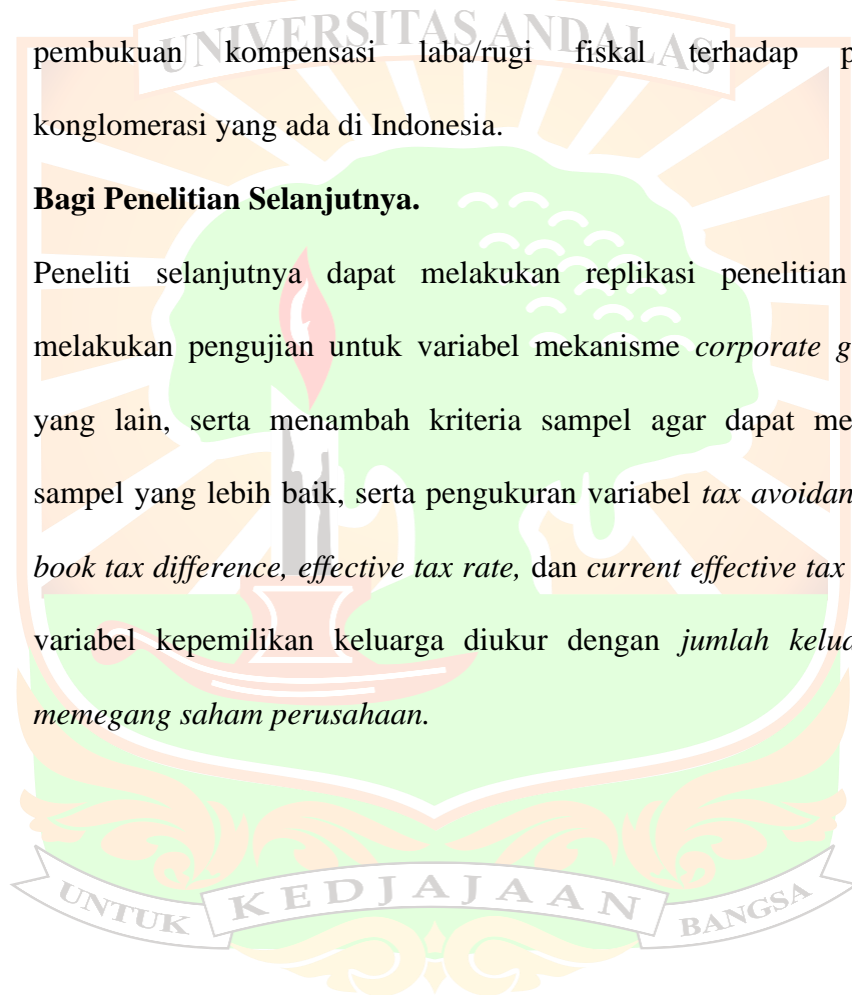 UNIVERSITAS ANDALAS
pembukuan kompensasi laba/rugi fiskal terhadap p
konglomerasi yang ada di Indonesia.
Bagi Penelitian Selanjutnya.
Peneliti selanjutnya dapat melakukan replikasi penelitian
melakukan pengujian untuk variabel mekanisme corporate g
yang lain, serta menambah kriteria sampel agar dapat me
sampel yang lebih baik, serta pengukuran variabel tax avoidan
book tax difference, effective tax rate, dan current effective tax
variabel kepemilikan keluarga diukur dengan jumlah kelua
memegang saham perusahaan.
UNTUK KEDJAJAAN BANGSA